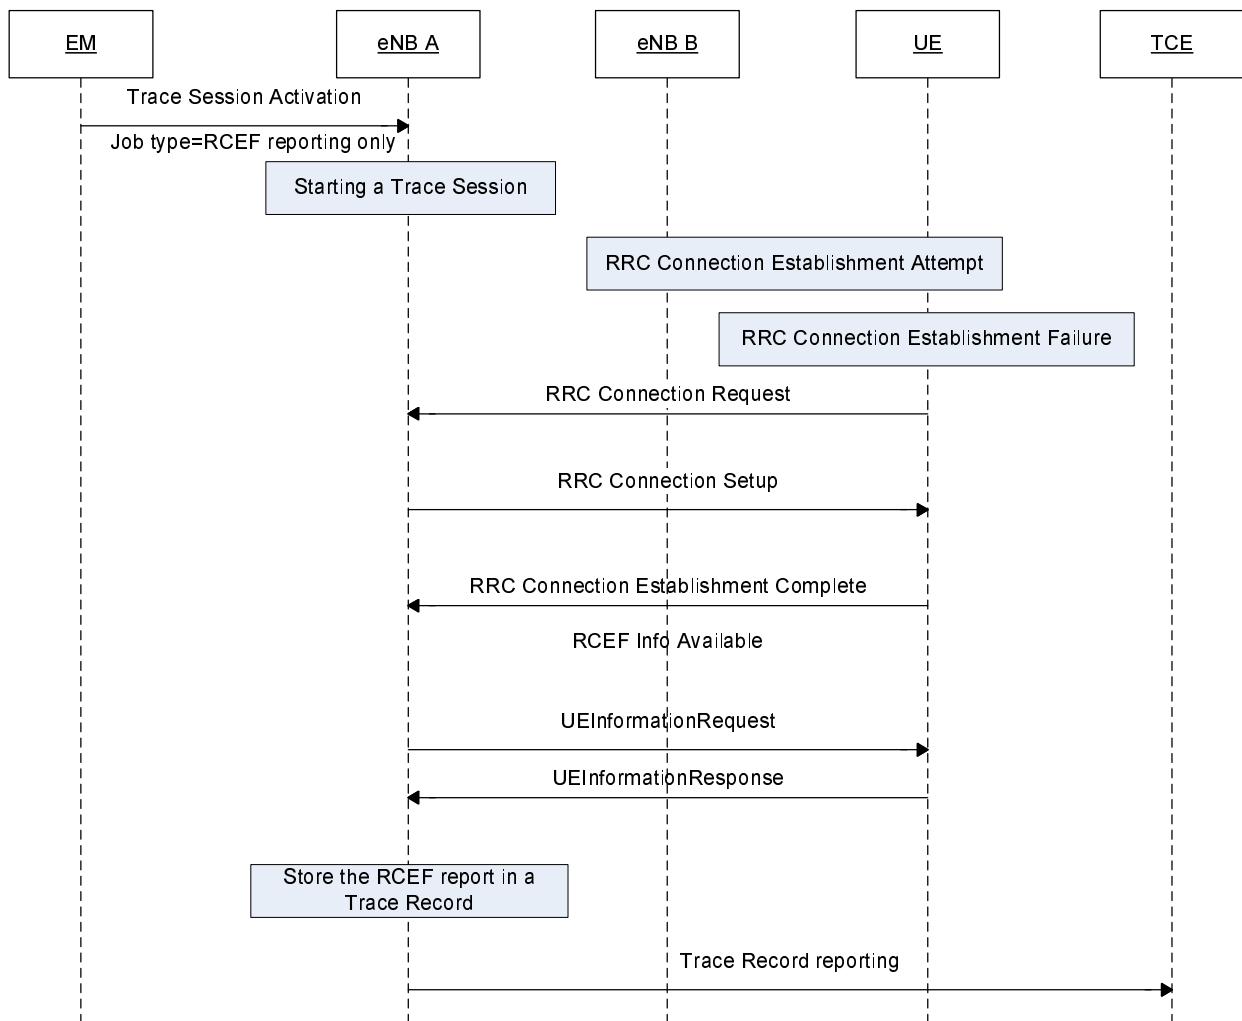 EM
eNB A
eNB B
UE
TCE
Trace Session Activation
Job type=RCEF reporting only
Starting a Trace Session
RRC Connection Establishment Attempt
RRC Connection Establishment Failure
RRC Connection Request
RRC Connection Setup
RRC Connection Establishment Complete
RCEF Info Available
UEInformationRequest
UEInformationResponse
Store the RCEF report in a
Trace Record
Trace Record reporting